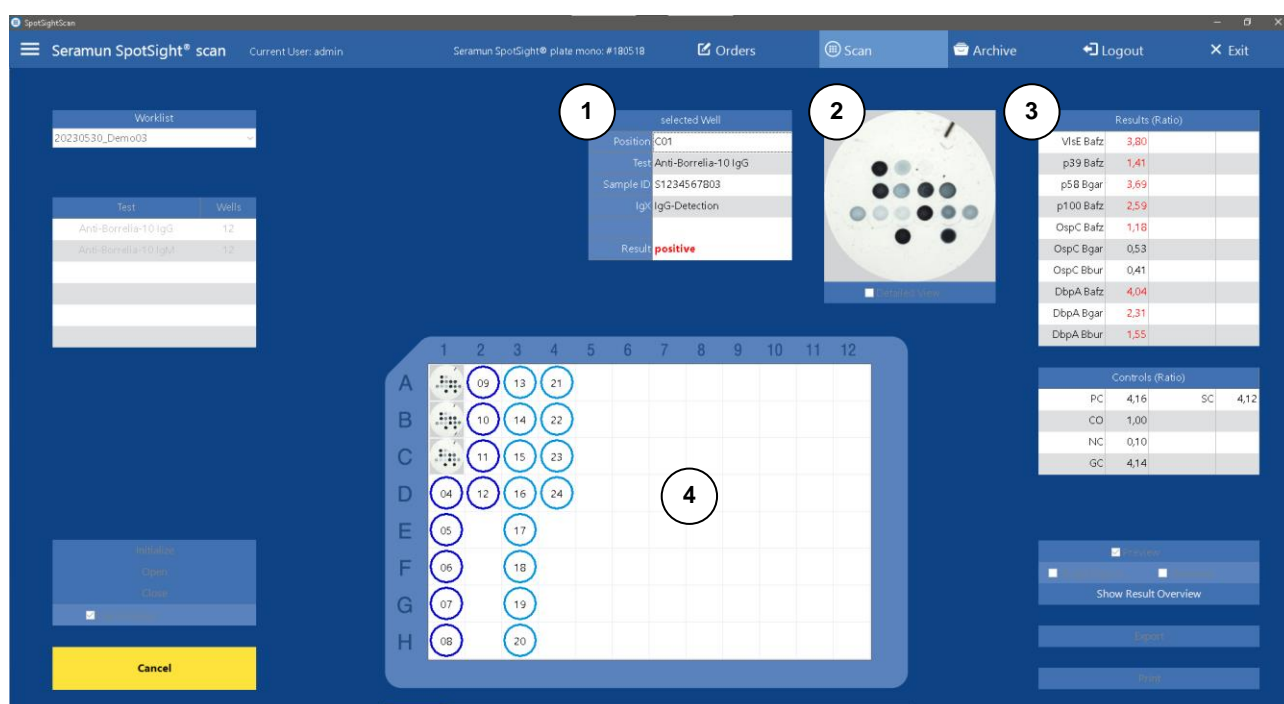 SpotSightScan
Seramun SpotSight® scan Current User: admin Seramun SpotSight® plate mono: #180518 Orders Scan Archive Logout Exit
1 2 3
Worklist
20230530_Demo03
Test Wells
Anti-Borrelia-10 IgG 12
Anti-Borrelia-10 IgM 12
selected Well
Position C01
Test Anti-Borrelia-10 IgG
Sample ID S1234567803
IgX IgG-Detection
Result positive
Detailed View
Results (Ratio)
VlsE Bafz 3,80
p39 Bafz 1,41
p58 Bgar 3,69
p100 Bafz 2,59
OspC Bafz 1,18
OspC Bgar 0,53
OspC Bbur 0,41
DbpA Bafz 4,04
DbpA Bgar 2,31
DbpA Bbur 1,55
Controls (Ratio)
PC 4,16 SC 4,12
CO 1,00
NC 0,10
GC 4,14
1 2 3 4 5 6 7 8 9 10 11 12
A 09 13 21
B 10 14 22
C 11 15 23
D 04 12 16 24
4
E 05 17
F 06 18
G 07 19
H 08 20
Initialize
Open
Close
Cancel
Preview
Show Result Overview
Export
Print